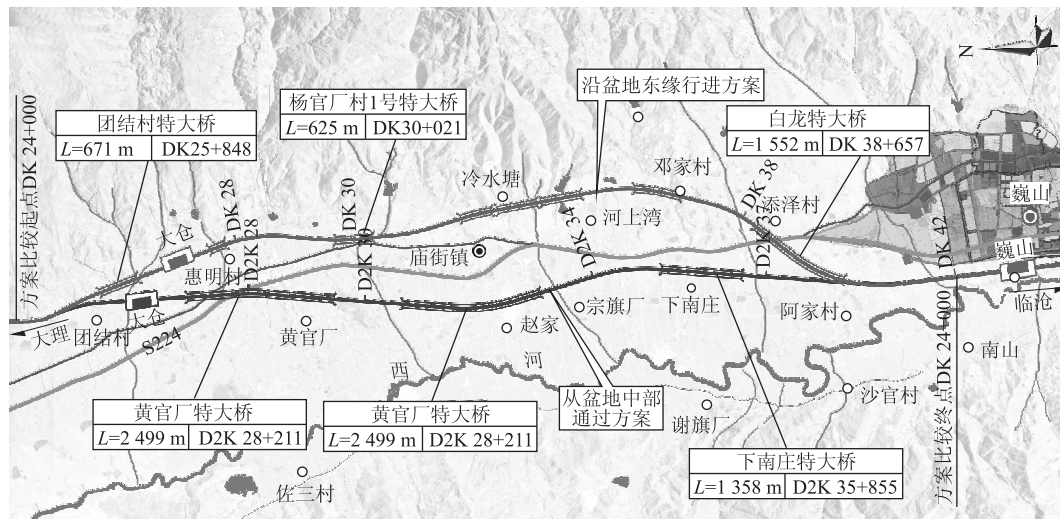 N
沿盆地东缘行进方案
杨官厂村1号特大桥
L=625 m DK30+021
团结村特大桥
L=671 m DK25+848
白龙特大桥
L=1 552 m DK 38+657
方案比较起点DK 24+000
DK 28
DK 30
冷水塘
邓家村
DK 38
添泽村
河上湾
D2K 34
巍山
大仓
惠明村
D2K 28
D2K 30
庙街镇
D2K 37
DK 42
巍山
大理
团结村
大仓
S224
黄官厂
赵家
宗旗厂
下南庄
阿家村
临沧
南山
西
河
黄官厂特大桥
L=2 499 m D2K 28+211
黄官厂特大桥
L=2 499 m D2K 28+211
从盆地中部
通过方案
谢旗厂
沙官村
下南庄特大桥
L=1 358 m D2K 35+855
佐三村
方案比较终点DK 24+000